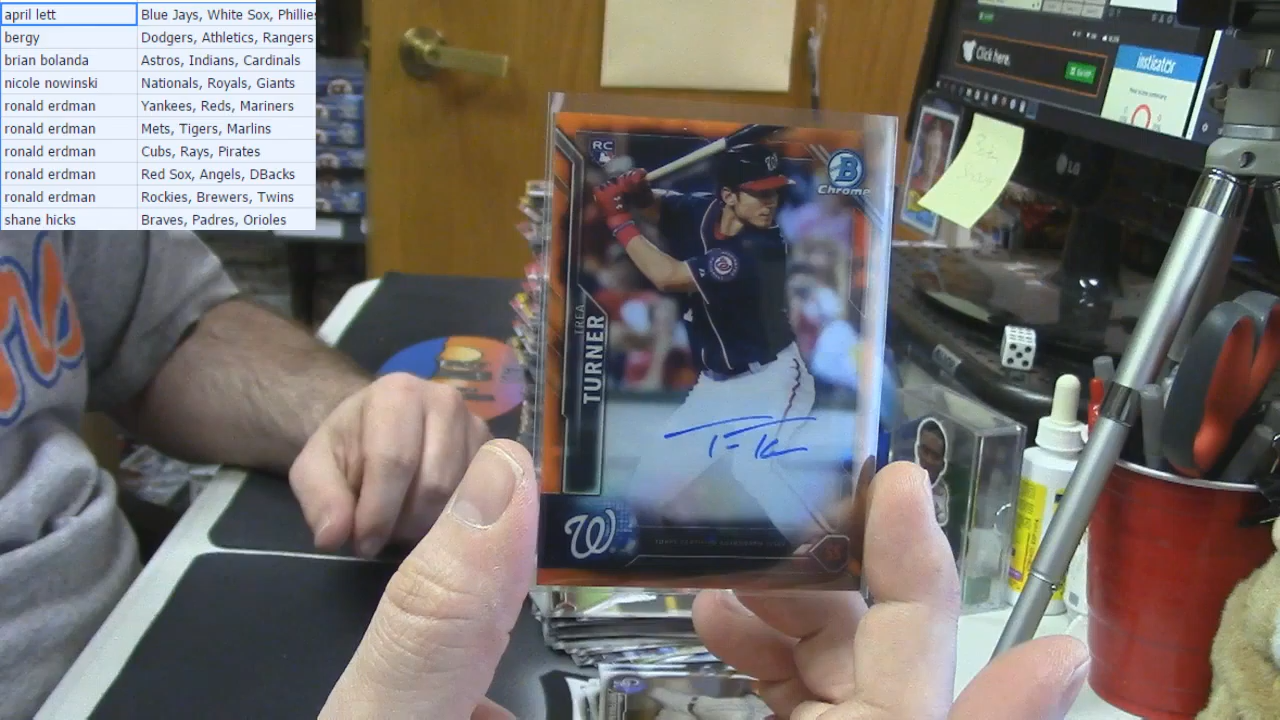 april lett Blue Jays, White Sox, Phillies
bergy Dodgers, Athletics, Rangers
brian bolanda Astros, Indians, Cardinals
nicole nowinski Nationals, Royals, Giants
ronald erdman Yankees, Reds, Mariners
ronald erdman Mets, Tigers, Marlins
ronald erdman Cubs, Rays, Pirates
ronald erdman Red Sox, Angels, DBacks
ronald erdman Rockies, Brewers, Twins
shane hicks Braves, Padres, Orioles
Click here.
insticator
LG
RC
B
Chrome
W
TREA
TURNER
W
SS